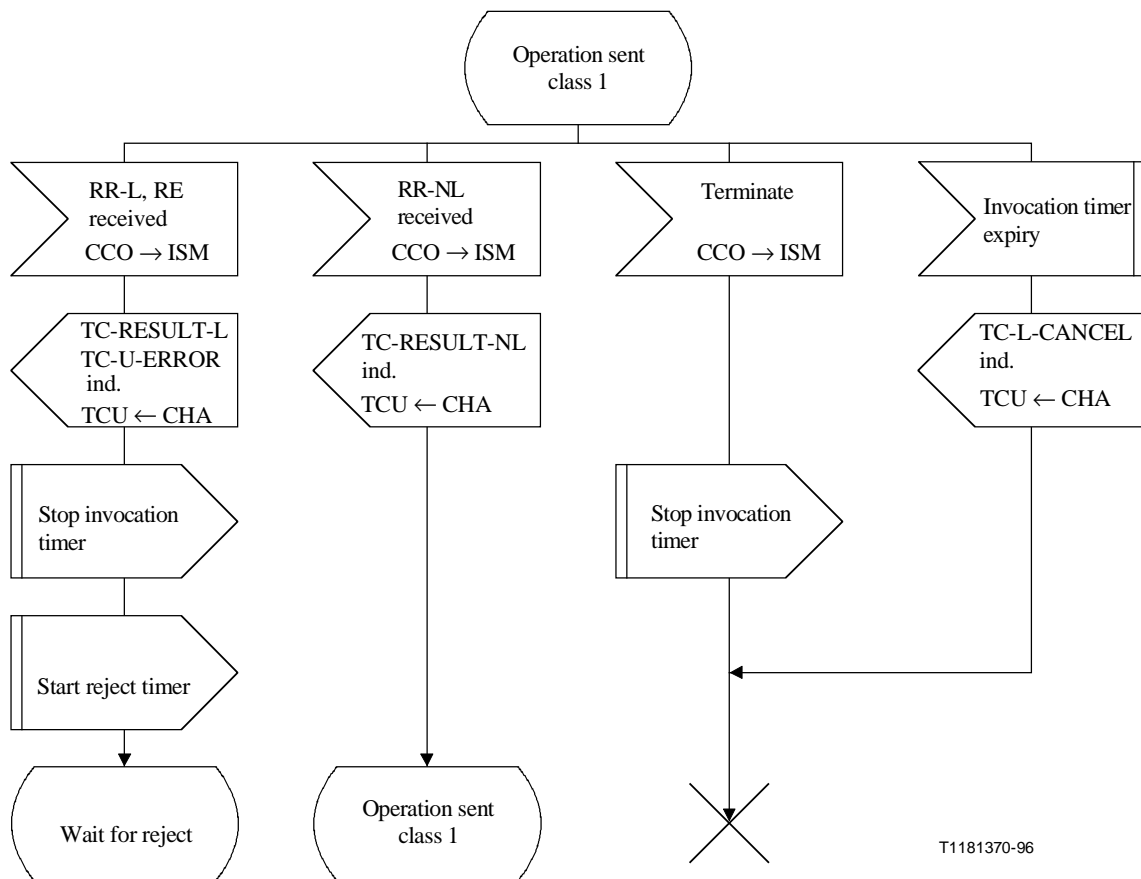 Operation sent
class 1
RR-L, RE
received
CCO → ISM
RR-NL
received
CCO → ISM
Terminate
CCO → ISM
Invocation timer
expiry
TC-RESULT-L
TC-U-ERROR
ind.
TCU ← CHA
TC-RESULT-NL
ind.
TCU ← CHA
TC-L-CANCEL
ind.
TCU ← CHA
Stop invocation
timer
Stop invocation
timer
Start reject timer
Wait for reject
Operation sent
class 1
T1181370-96